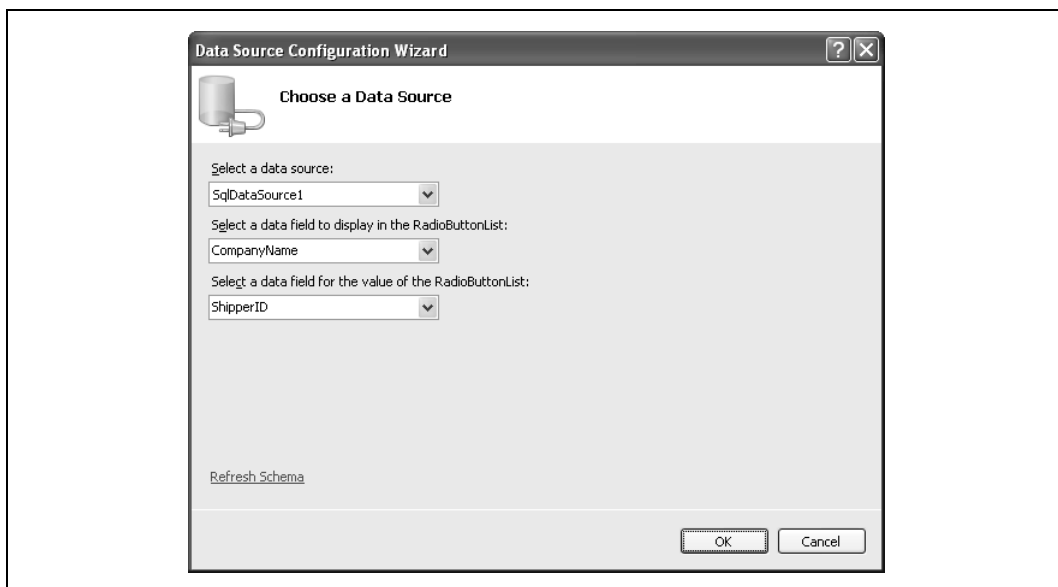 Data Source Configuration Wizard
Choose a Data Source
Select a data source:
SqlDataSource1
Select a data field to display in the RadioButtonList:
CompanyName
Select a data field for the value of the RadioButtonList:
ShipperID
Refresh Schema
OK
Cancel